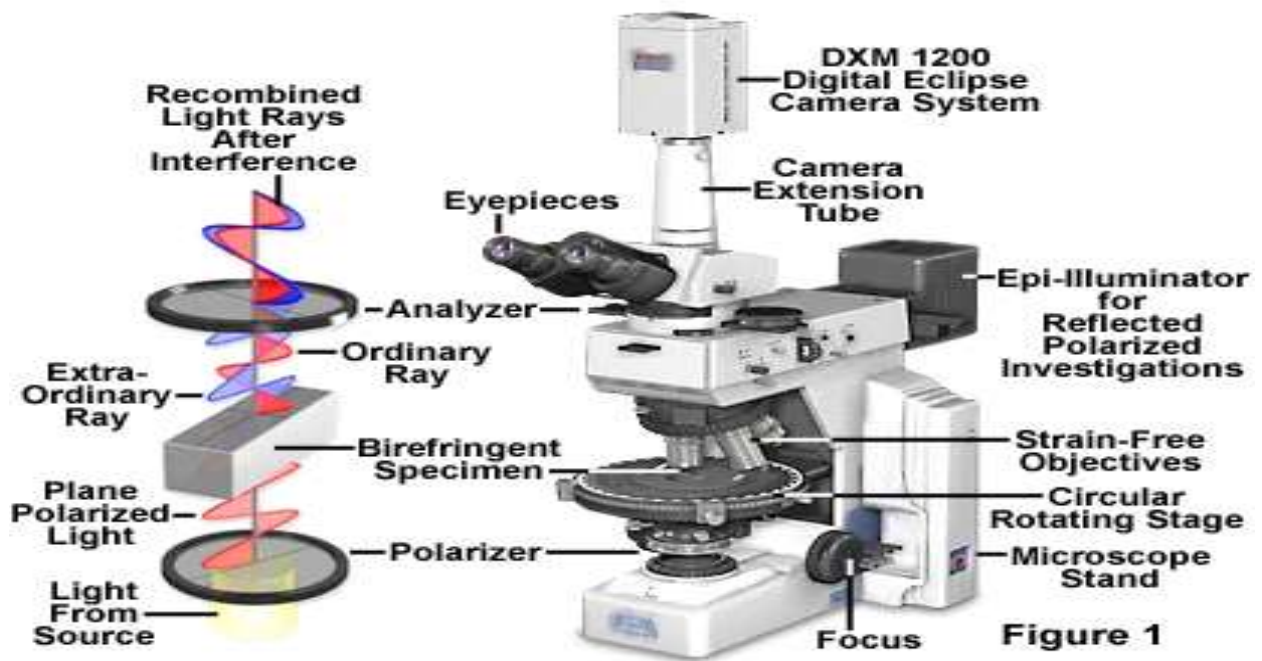 Recombined
Light Rays
After
Interference
DXM 1200
Digital Eclipse
Camera System
Eyepieces
Camera
Extension
Tube
Analyzer
Ordinary
Ray
Extra-
Ordinary
Ray
Epi-Illuminator
for
Reflected
Polarized
Investigations
Birefringent
Specimen
Strain-Free
Objectives
Plane
Polarized
Light
Circular
Rotating Stage
Polarizer
Microscope
Stand
Light
From
Source
Focus
Figure 1